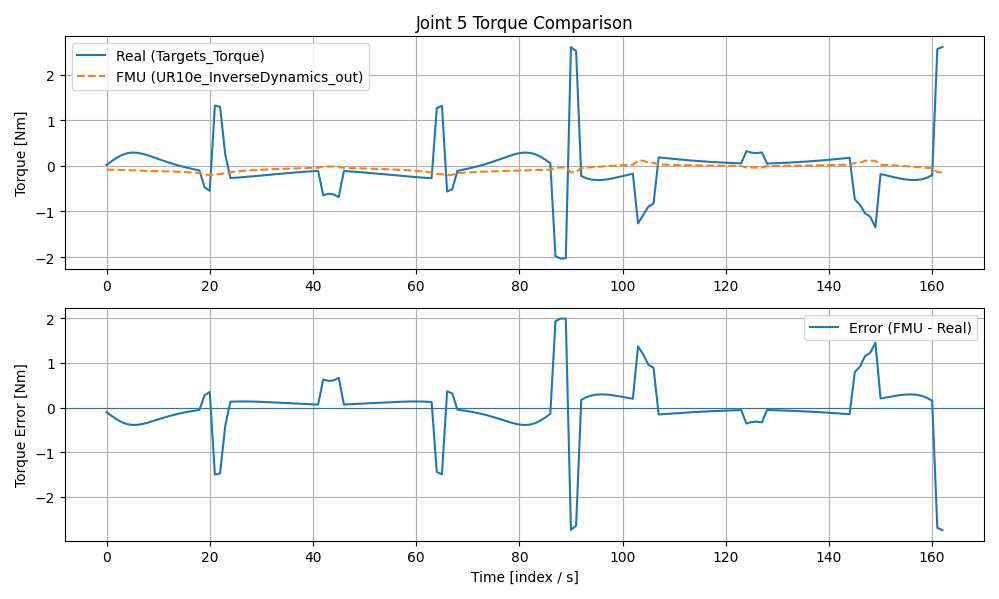 Joint 5 Torque Comparison
Real (Targets_Torque)
FMU (UR10e_InverseDynamics_out)
Torque [Nm]
2
1
0
−1
−2
0 20 40 60 80 100 120 140 160
Error (FMU - Real)
Torque Error [Nm]
2
1
0
−1
−2
0 20 40 60 80 100 120 140 160
Time [index / s]